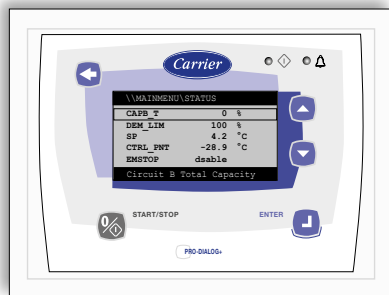 Carrier
\\MAINMENU\STATUS
CAPB_T 0 %
DEM_LIM 100 %
SP 4.2 °C
CTRL_PNT -28.9 °C
EMSTOP dsable
Circuit B Total Capacity
START/STOP
ENTER
PRO-DIALOG+